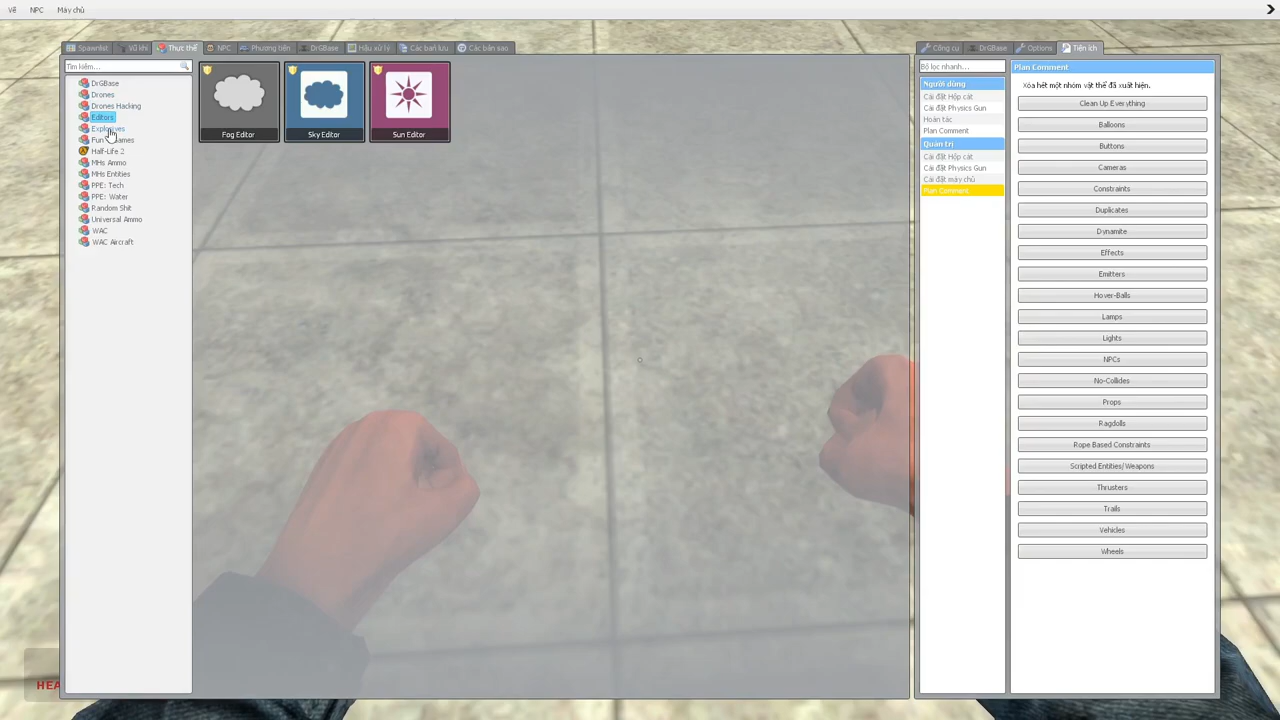 Vẽ NPC Máy chủ
Spawnlist Vũ khí Thực thể NPC Phương tiện DrGBase Hậu xử lý Các bản lưu Các bản sao
Công cụ DrGBase Options Tiện ích
Tìm kiếm...
DrGBase
Drones
Drones Hacking
Editors
Explosives
Half-Life 2
MHs Ammo
MHs Entities
PPE: Tech
PPE: Water
Random Shit
Universal Ammo
WAC
WAC Aircraft
Fog Editor
Sky Editor
Sun Editor
Bộ lọc nhanh...
Người dùng
Cài đặt Hộp cát
Cài đặt Physics Gun
Hoàn tác
Plan Comment
Quản trị
Cài đặt Hộp cát
Cài đặt Physics Gun
Cài đặt máy chủ
Plan Comment
Plan Comment
Xóa hết một nhóm vật thể đã xuất hiện.
Clean Up Everything
Balloons
Buttons
Cameras
Constraints
Duplicates
Dynamite
Effects
Emitters
Hover-Balls
Lamps
Lights
NPCs
No-Collides
Props
Ragdolls
Rope Based Constraints
Scripted Entities/Weapons
Thrusters
Trails
Vehicles
Wheels
HEA